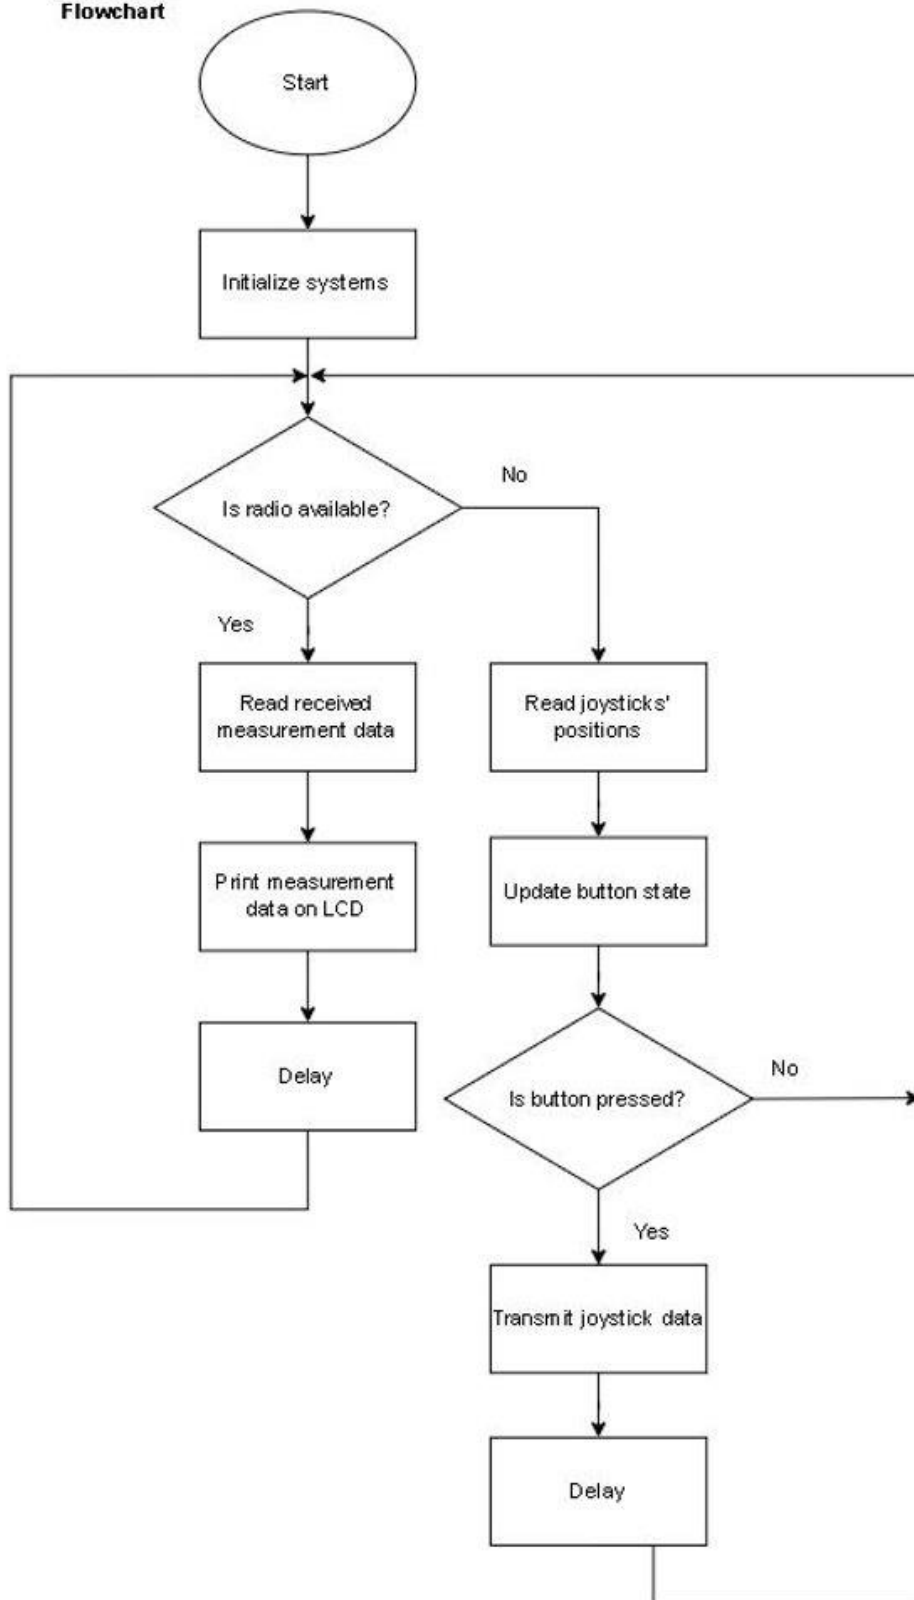 Flowchart
Start
Initialize systems
Is radio available?
No
Yes
Read received
measurement data
Print measurement
data on LCD
Delay
Read joysticks'
positions
Update button state
Is button pressed?
No
Yes
Transmit joystick data
Delay